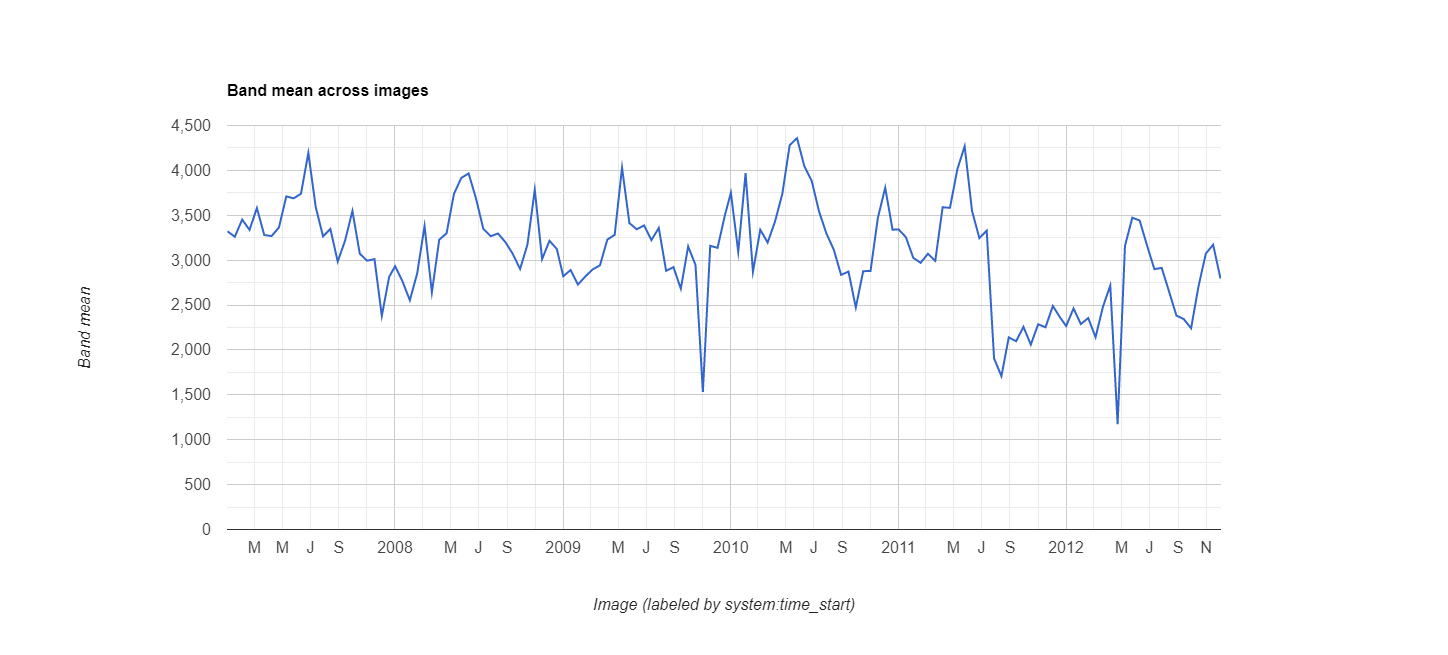 Band mean across images
4,500
4,000
3,500
3,000
2,500
2,000
1,500
1,000
500
0
Band mean
M M J S 2008 M J S 2009 M J S 2010 M J S 2011 M J S 2012 M J S N
Image (labeled by system:time_start)